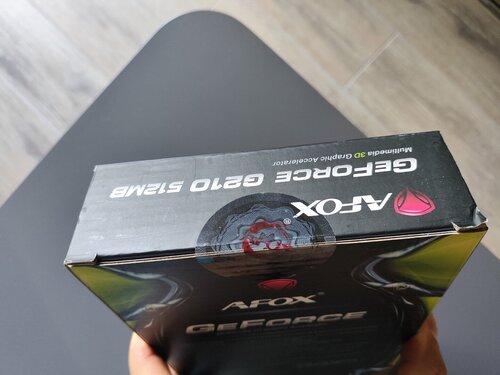 AFOX
GEFORCE G210 512MB
Multimedia 3D Graphic Accelerator
AFOX®
GEFORCE